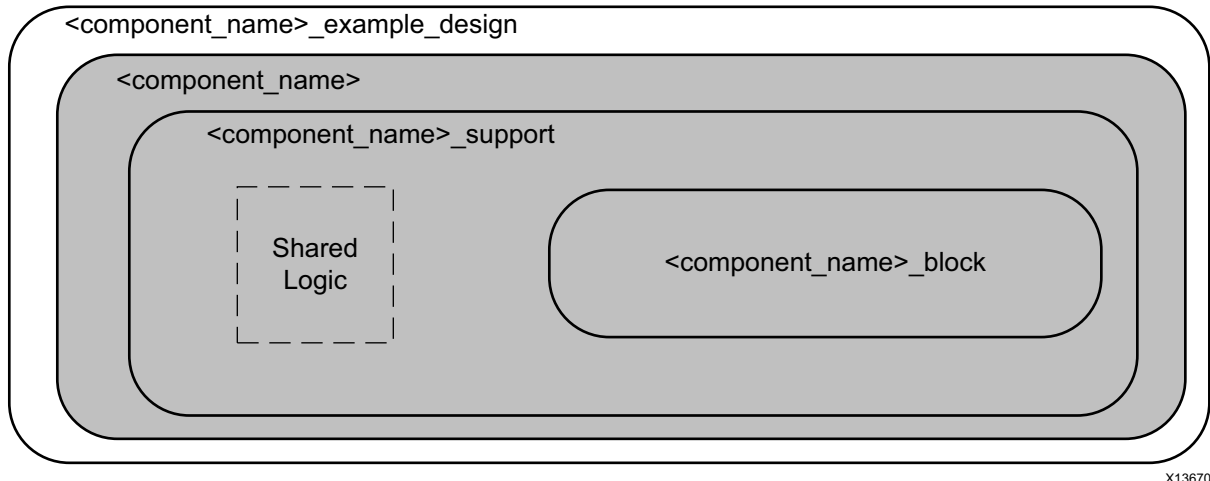 <component_name>_example_design
<component_name>
<component_name>_support
Shared
Logic
<component_name>_block
X13670